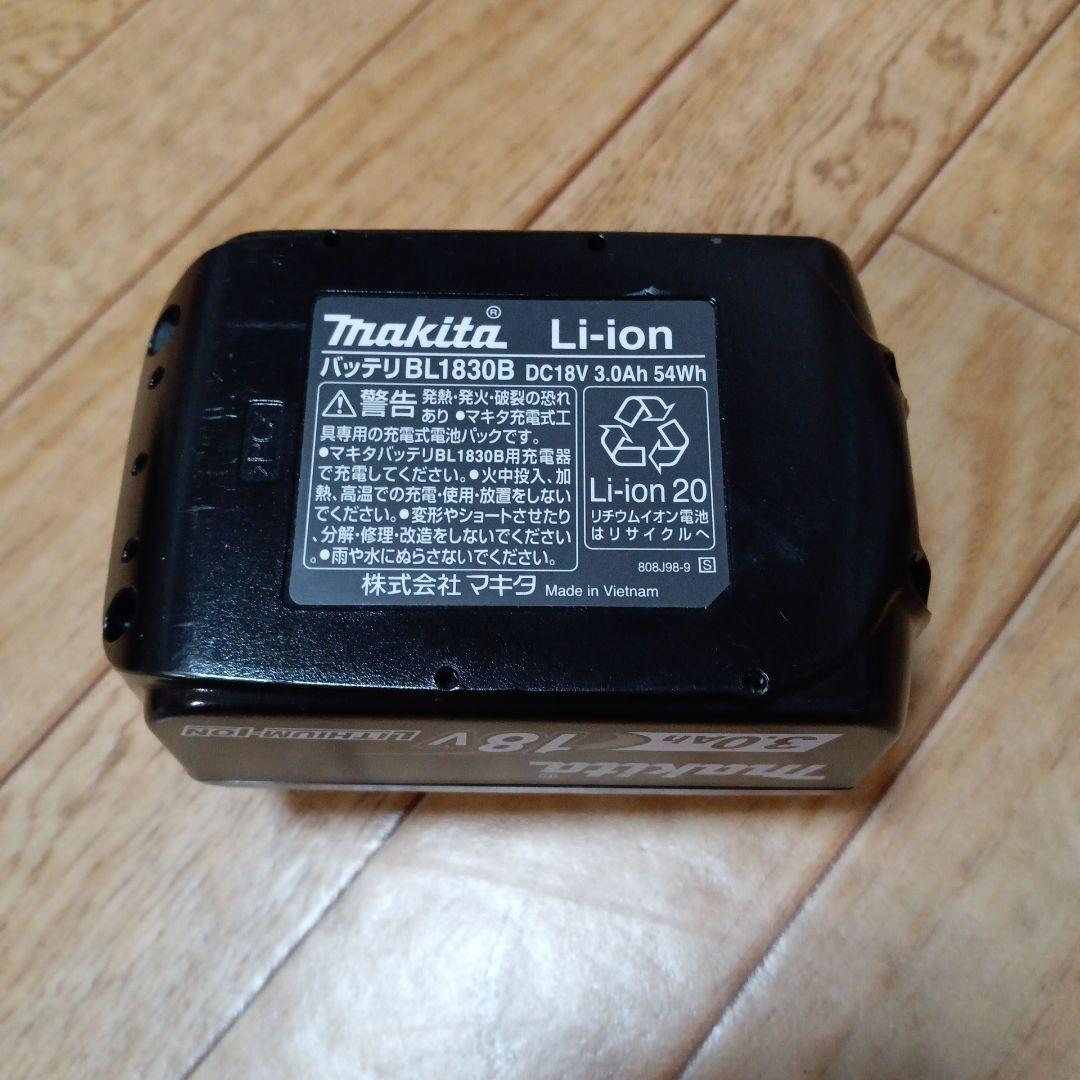 makita® Li-ion
バッテリBL1830B DC18V 3.0Ah 54Wh
警告 発熱・発火・破裂の恐れ
あり ●マキタ充電式工
具専用の充電式電池パックです。
●マキタバッテリBL1830B用充電器
で充電してください。●火中投入、加
熱、高温での充電・使用・放置をしない
でください。●変形やショートさせたり
、分解・修理・改造をしないでください
。●雨や水にぬらさないでください。
Li-ion 20
リチウムイオン電池
はリサイクルへ
808J98-9 S
株式会社 マキタ Made in Vietnam
makita®
3.0Ah 18V LITHIUM-ION